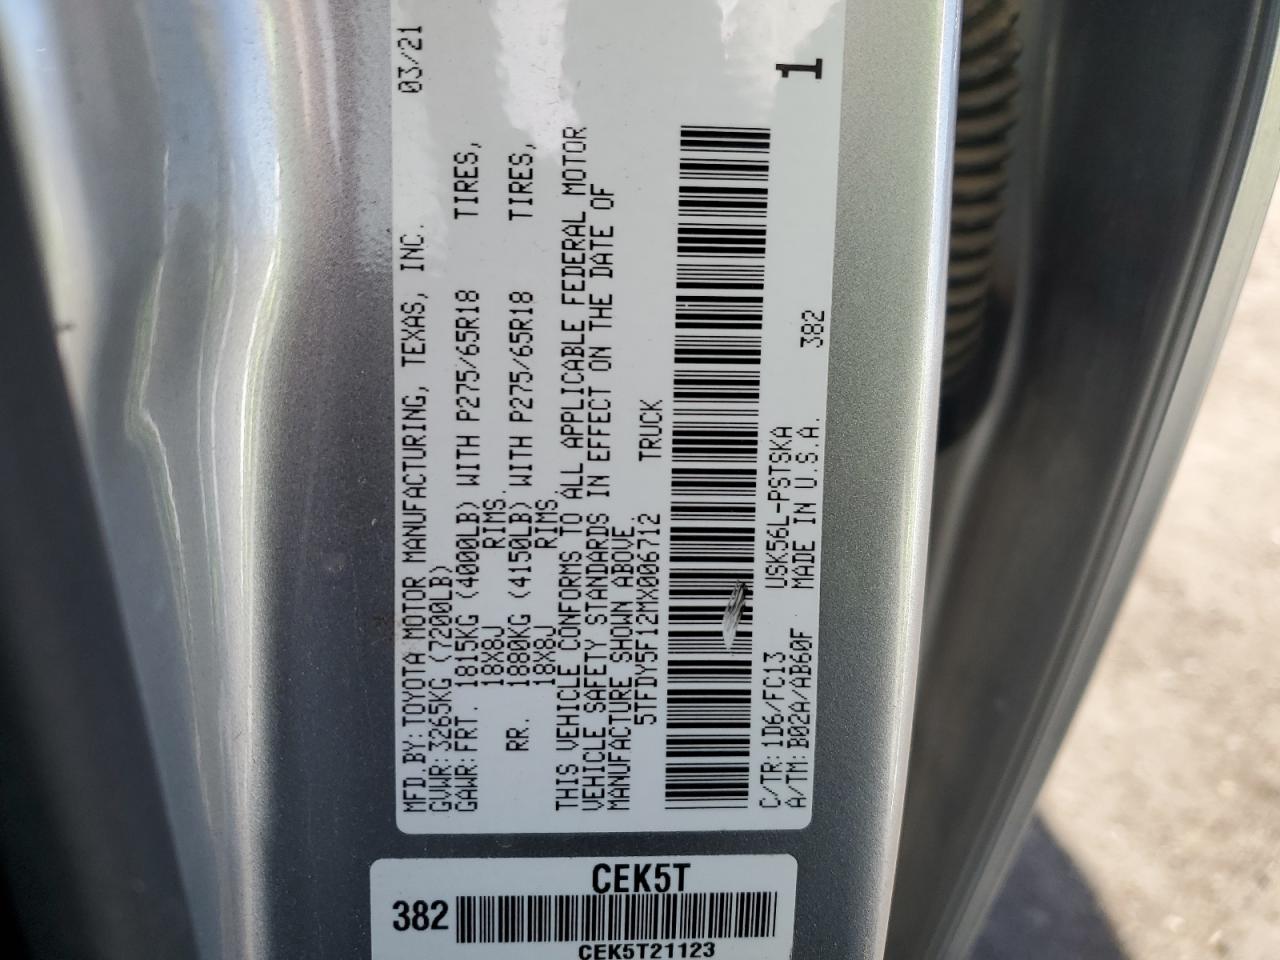 MFD.BY:TOYOTA MOTOR MANUFACTURING, TEXAS, INC. 03/21
GVWR:3265KG (7200LB)
GAWR:FRT. 1815KG (4000LB) WITH P275/65R18 TIRES,
18X8J RIMS.
RR. 1880KG (4150LB) WITH P275/65R18 TIRES,
18X8J RIMS.
THIS VEHICLE CONFORMS TO ALL APPLICABLE FEDERAL MOTOR
VEHICLE SAFETY STANDARDS IN EFFECT ON THE DATE OF
MANUFACTURE SHOWN ABOVE.
5TFDY5F12MX006712 TRUCK
C/TR:1D6/FC13 USK56L-PSTSKA 382 1
A/TM:B02A/AB60F MADE IN U.S.A.
CEK5T
382
CEK5T21123